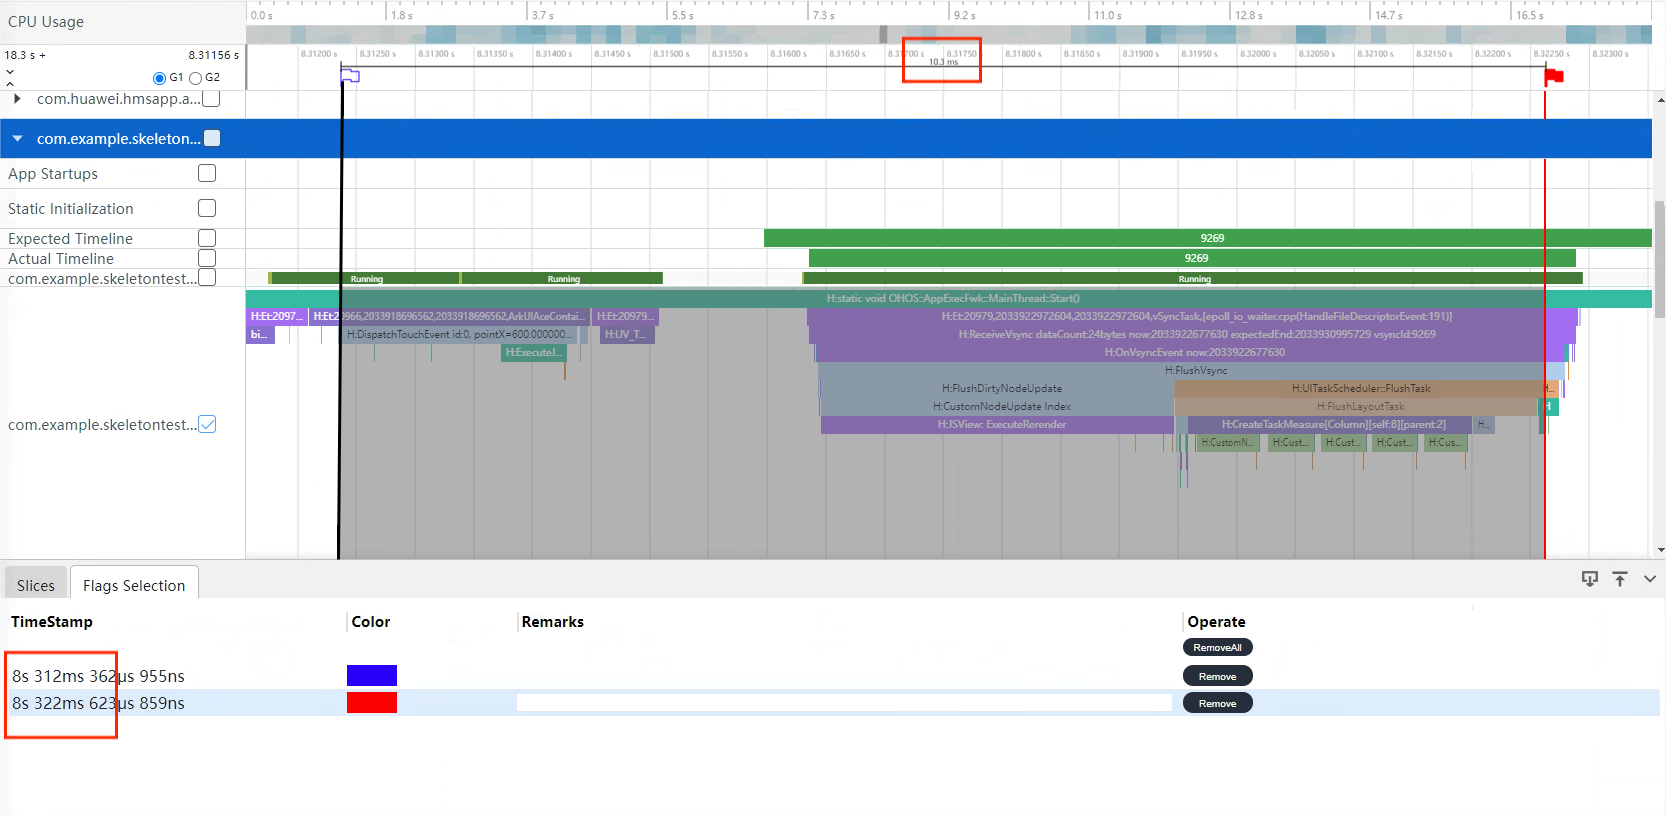 CPU Usage
0.0 s 1.8 s 3.7 s 5.5 s 7.3 s 9.2 s 11.0 s 12.8 s 14.7 s 16.5 s
18.3 s + 8.31156 s
8.31200 s 8.31250 s 8.31300 s 8.31350 s 8.31400 s 8.31450 s 8.31500 s 8.31550 s 8.31600 s 8.31650 s 8.31700 s 8.31750 s 8.31800 s 8.31850 s 8.31900 s 8.31950 s 8.32000 s 8.32050 s 8.32100 s 8.32150 s 8.32200 s 8.32250 s 8.32300 s
10.3 ms
G1 G2
com.huawei.hmsapp.a...
com.example.skeleton...
App Startups
Static Initialization
Expected Timeline 9269
Actual Timeline 9269
com.example.skeletontest... Running Running Running
H:static void OHOS::AppExecFwk::MainThread::Start()
H:Et:2097... H:Et:20966,2033918696562,2033918696562,ArkUIAceContai... H:Et:20979... H:Et:20979,2033922972604,2033922972604,vSyncTask,[epoll_io_waiter.cpp(HandleFileDescriptorEvent:191)]
bi... H:DispatchTouchEvent id:0, pointX=600.000000... H:UV_T... H:ReceiveVsync dataCount:24bytes now:2033922677630 expectedEnd:2033930995729 vsyncId:9269
H:ExecuteJ... H:OnVsyncEvent now:2033922677630
H:FlushVsync
H:FlushDirtyNodeUpdate H:UITaskScheduler::FlushTask H...
H:CustomNodeUpdate Index H:FlushLayoutTask H
com.example.skeletontest... H:JSView: ExecuteRerender H:CreateTaskMeasure[Column][self:8][parent:2] H...
H:CustomN... H:Cust... H:Cust... H:Cust... H:Cus...
Slices Flags Selection
TimeStamp Color Remarks Operate
RemoveAll
8s 312ms 362μs 955ns Remove
8s 322ms 623μs 859ns Remove